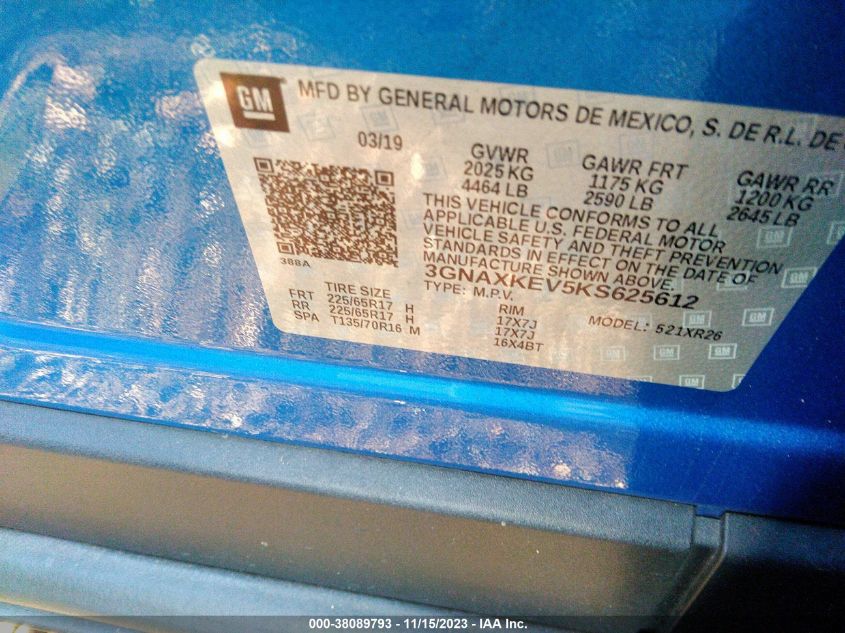 GM
MFD BY GENERAL MOTORS DE MEXICO, S. DE R.L. DE
03/19
GVWR
2025 KG
4464 LB
GAWR FRT
1175 KG
2590 LB
GAWR RR
1200 KG
2645 LB
THIS VEHICLE CONFORMS TO ALL
APPLICABLE U.S. FEDERAL MOTOR
VEHICLE SAFETY AND THEFT PREVENTION
STANDARDS IN EFFECT ON THE DATE OF
MANUFACTURE SHOWN ABOVE.
388A
3GNAXKEV5KS625612
TYPE: M.P.V.
MODEL: 521XR26
TIRE SIZE
RIM
FRT 225/65R17 H 17X7J
RR 225/65R17 H 17X7J
SPA T135/70R16 M 16X4BT
000-38089793 - 11/15/2023 - IAA Inc.